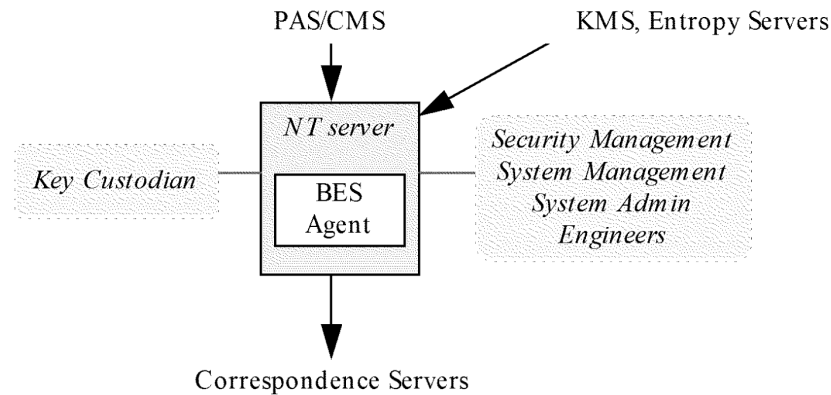 PAS/CMS
KMS, Entropy Servers
NT server
Key Custodian
BES
Agent
Security Management
System Management
System Admin
Engineers
Correspondence Servers